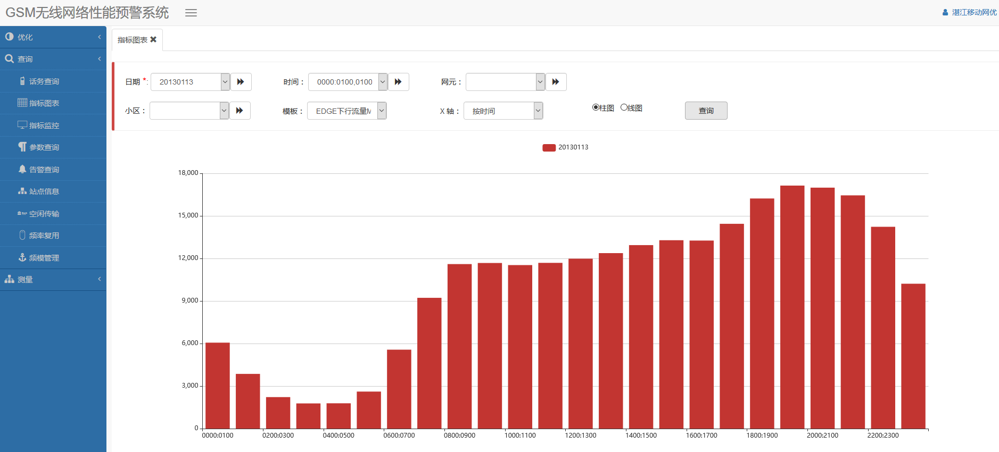 GSM无线网络性能预警系统
湛江移动网优
优化
查询
话务查询
指标图表
指标监控
参数查询
告警查询
站点信息
空闲传输
频率复用
频模管理
测量
指标图表
日期 *: 20130113 时间： 0000:0100,0100 网元：
小区： 模板： EDGE下行流量M X 轴： 按时间 柱图 线图 查询
20130113
18,000
15,000
12,000
9,000
6,000
3,000
0
0000:0100 0200:0300 0400:0500 0600:0700 0800:0900 1000:1100 1200:1300 1400:1500 1600:1700 1800:1900 2000:2100 2200:2300